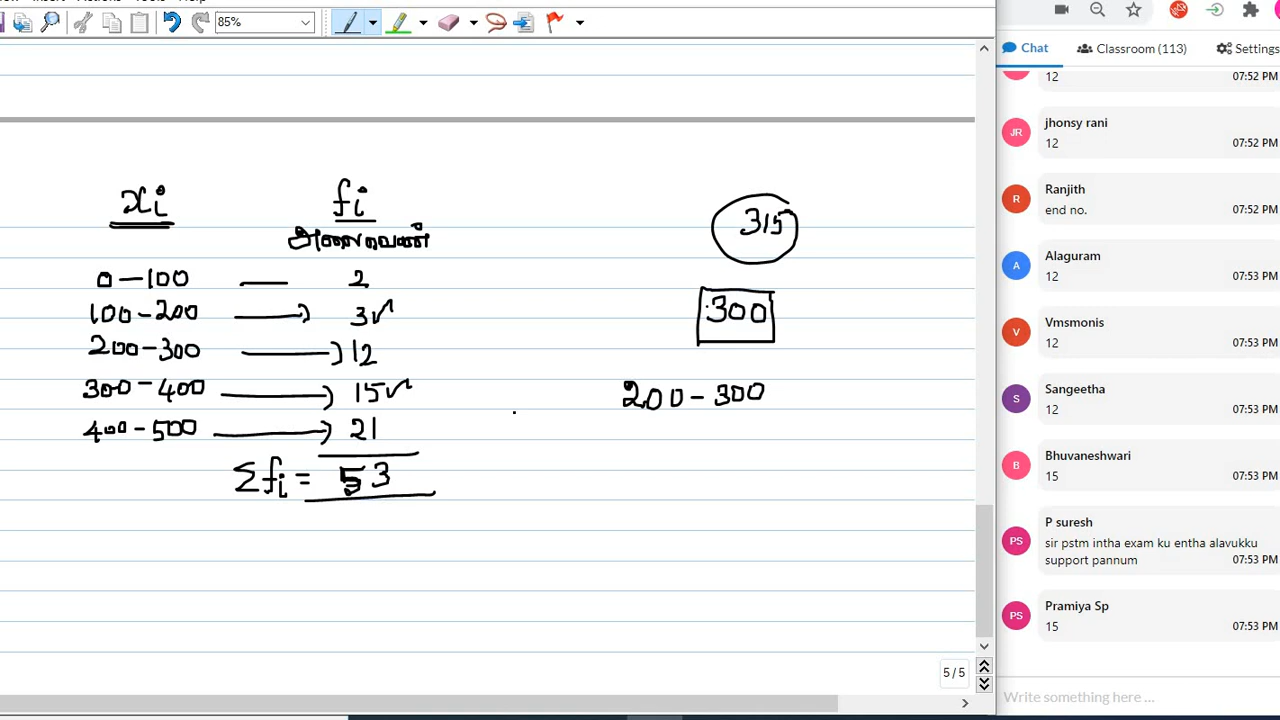 85%
xi
fi
அலைவெண்
0-100 2
100-200 3
200-300 12
300-400 15
400-500 21
Σfi = 53
315
300
200-300
5 / 5
Chat
Classroom (113)
Settings
12
07:52 PM
jhonsy rani
12
07:52 PM
Ranjith
end no.
07:52 PM
Alaguram
12
07:53 PM
Vmsmonis
12
07:53 PM
Sangeetha
12
07:53 PM
Bhuvaneshwari
15
07:53 PM
P suresh
sir pstm intha exam ku entha alavukku
support pannum
07:53 PM
Pramiya Sp
15
07:53 PM
Write something here ...